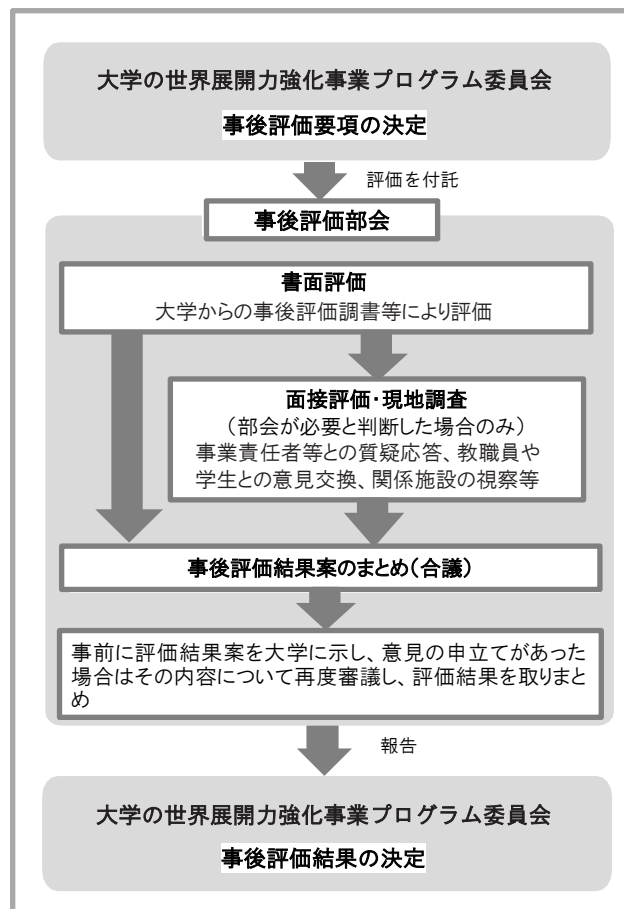 大学の世界展開力強化事業プログラム委員会
事後評価要項の決定
評価を付託
事後評価部会
書面評価
大学からの事後評価調書等により評価
面接評価・現地調査
（部会が必要と判断した場合のみ）
事業責任者等との質疑応答、教職員や
学生との意見交換、関係施設の視察等
事後評価結果案のまとめ（合議）
事前に評価結果案を大学に示し、意見の申立てがあった
場合はその内容について再度審議し、評価結果を取りまと
め
報告
大学の世界展開力強化事業プログラム委員会
事後評価結果の決定